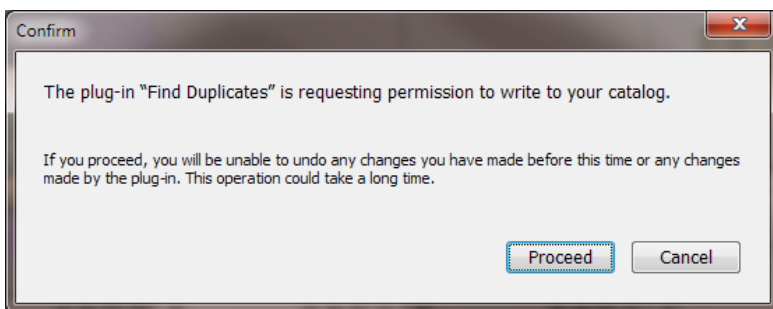 Confirm
The plug-in “Find Duplicates” is requesting permission to write to your catalog.
If you proceed, you will be unable to undo any changes you have made before this time or any changes
made by the plug-in. This operation could take a long time.
Proceed Cancel